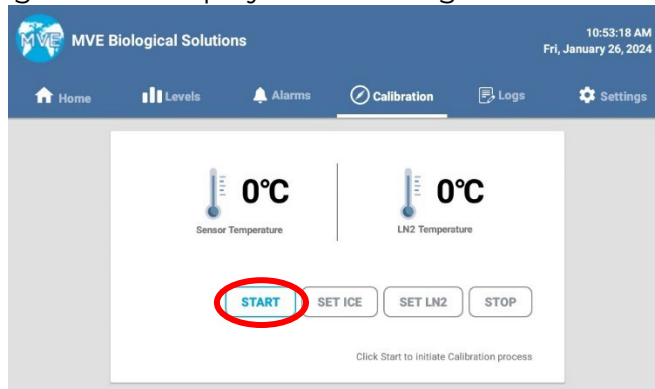 MVE
MVE Biological Solutions
10:53:18 AM
Fri, January 26, 2024
Home
Levels
Alarms
Calibration
Logs
Settings
0°C
0°C
Sensor Temperature
LN2 Temperature
START
SET ICE
SET LN2
STOP
Click Start to initiate Calibration process